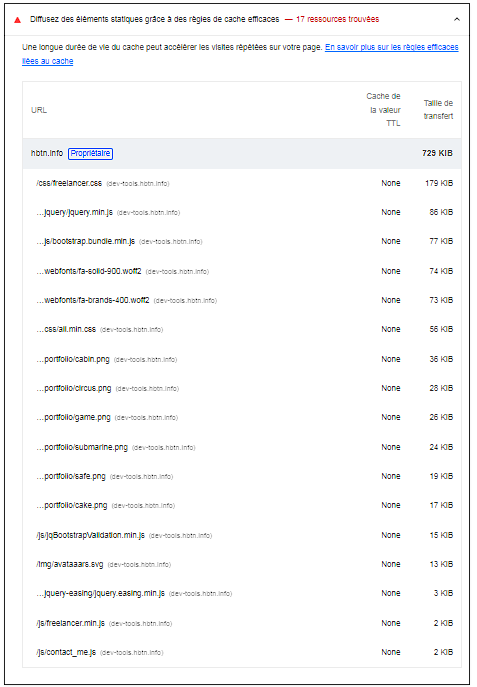 Diffusez des éléments statiques grâce à des règles de cache efficaces — 17 ressources trouvées
Une longue durée de vie du cache peut accélérer les visites répétées sur votre page. En savoir plus sur les règles efficaces
liées au cache
URL Cache de la valeur TTL Taille de transfert
hbtn.info Propriétaire 729 KiB
/css/freelancer.css (dev-tools.hbtn.info) None 179 KiB
…jquery/jquery.min.js (dev-tools.hbtn.info) None 86 KiB
…js/bootstrap.bundle.min.js (dev-tools.hbtn.info) None 77 KiB
…webfonts/fa-solid-900.woff2 (dev-tools.hbtn.info) None 74 KiB
…webfonts/fa-brands-400.woff2 (dev-tools.hbtn.info) None 73 KiB
…css/all.min.css (dev-tools.hbtn.info) None 56 KiB
…portfolio/cabin.png (dev-tools.hbtn.info) None 36 KiB
…portfolio/circus.png (dev-tools.hbtn.info) None 28 KiB
…portfolio/game.png (dev-tools.hbtn.info) None 26 KiB
…portfolio/submarine.png (dev-tools.hbtn.info) None 24 KiB
…portfolio/safe.png (dev-tools.hbtn.info) None 19 KiB
…portfolio/cake.png (dev-tools.hbtn.info) None 17 KiB
/js/jqBootstrapValidation.min.js (dev-tools.hbtn.info) None 15 KiB
/img/avataaars.svg (dev-tools.hbtn.info) None 13 KiB
…jquery-easing/jquery.easing.min.js (dev-tools.hbtn.info) None 3 KiB
/js/freelancer.min.js (dev-tools.hbtn.info) None 2 KiB
/js/contact_me.js (dev-tools.hbtn.info) None 2 KiB